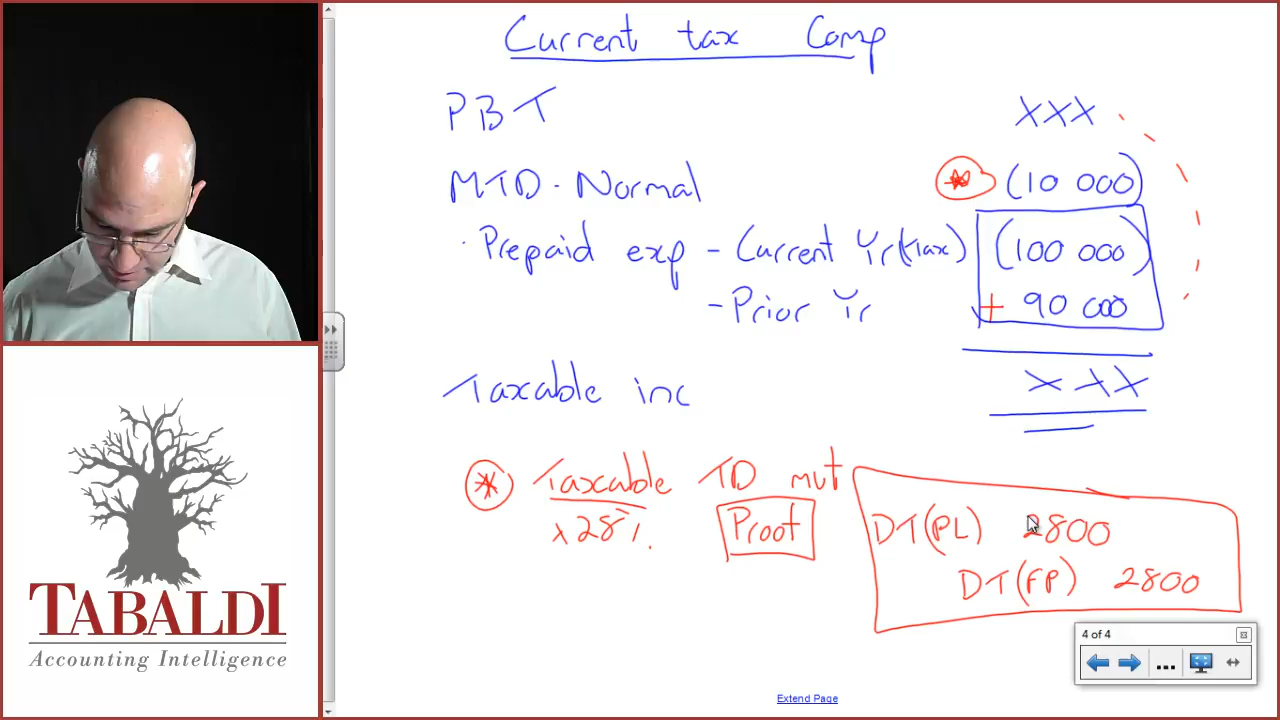 Current tax Comp
PBT XXX
MTD - Normal (10 000)
Prepaid exp - Current Yr (tax) (100 000)
- Prior Yr + 90 000
Taxable inc XXX
Taxable TD mvt
x 28%. Proof
DT(PL) 2800
DT(FP) 2800
TABALDI
Accounting Intelligence
4 of 4
Extend Page